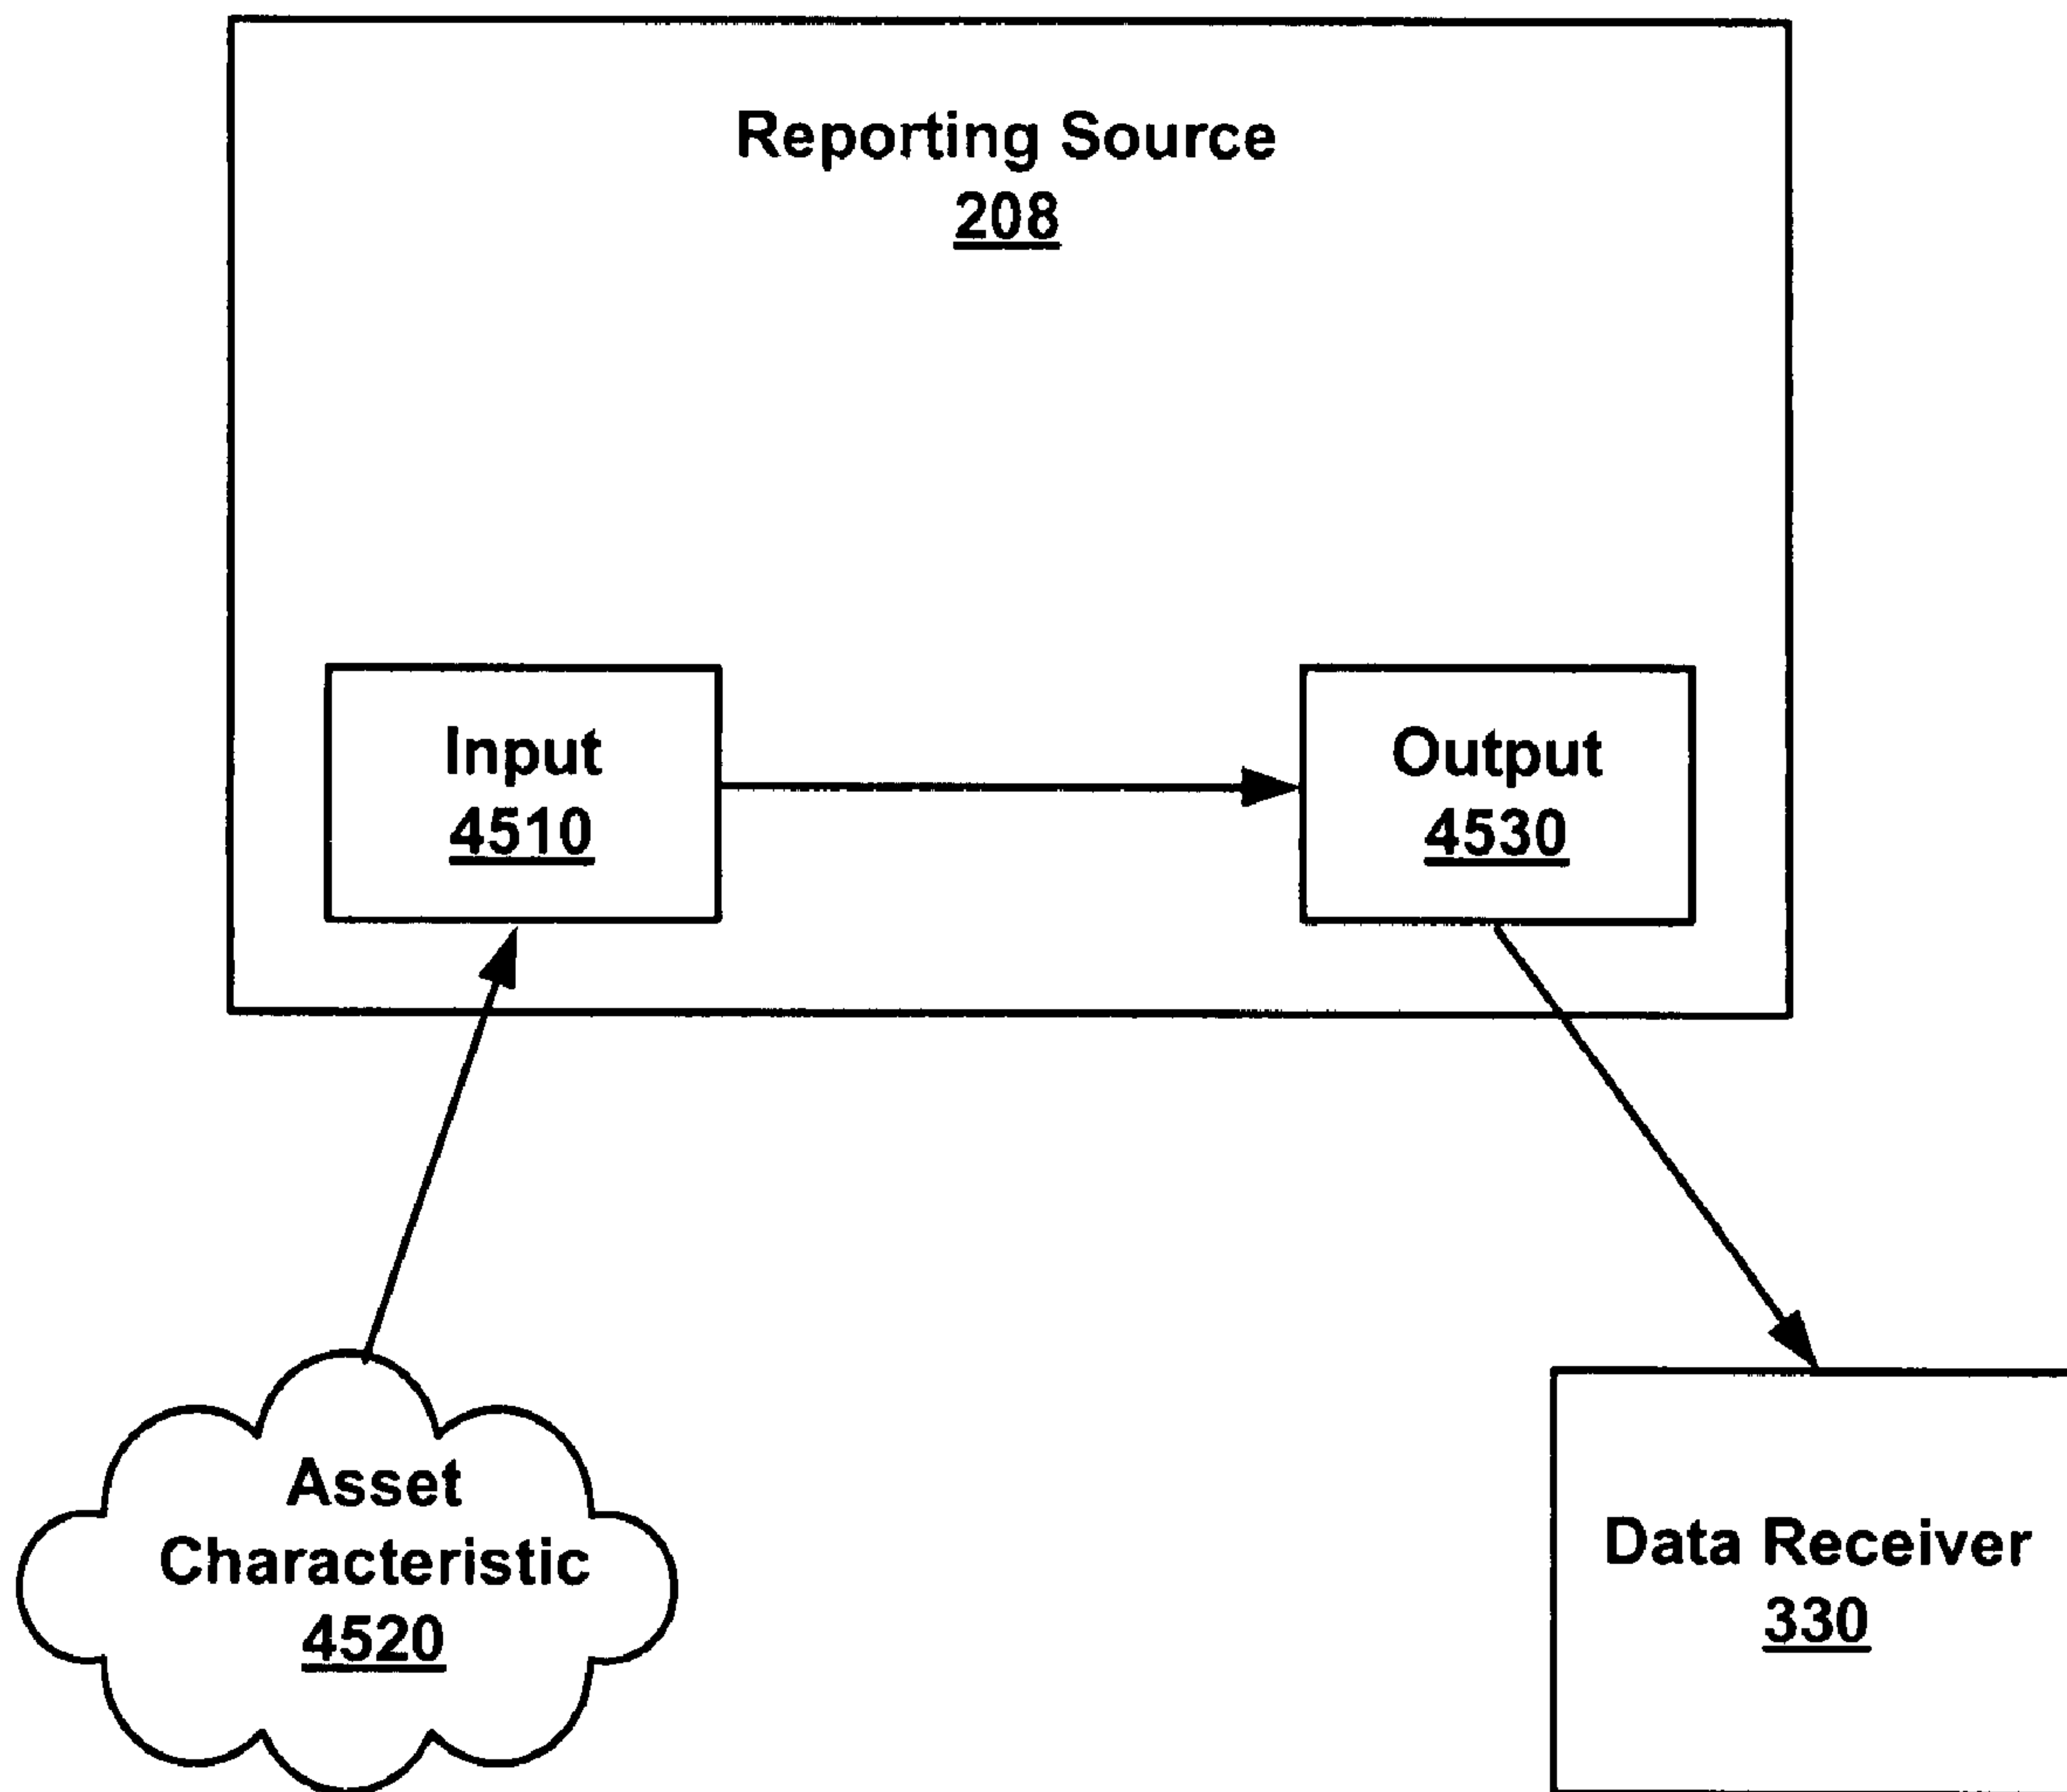 Reporting Source
208
Input
4510
Output
4530
Asset
Characteristic
4520
Data Receiver
330